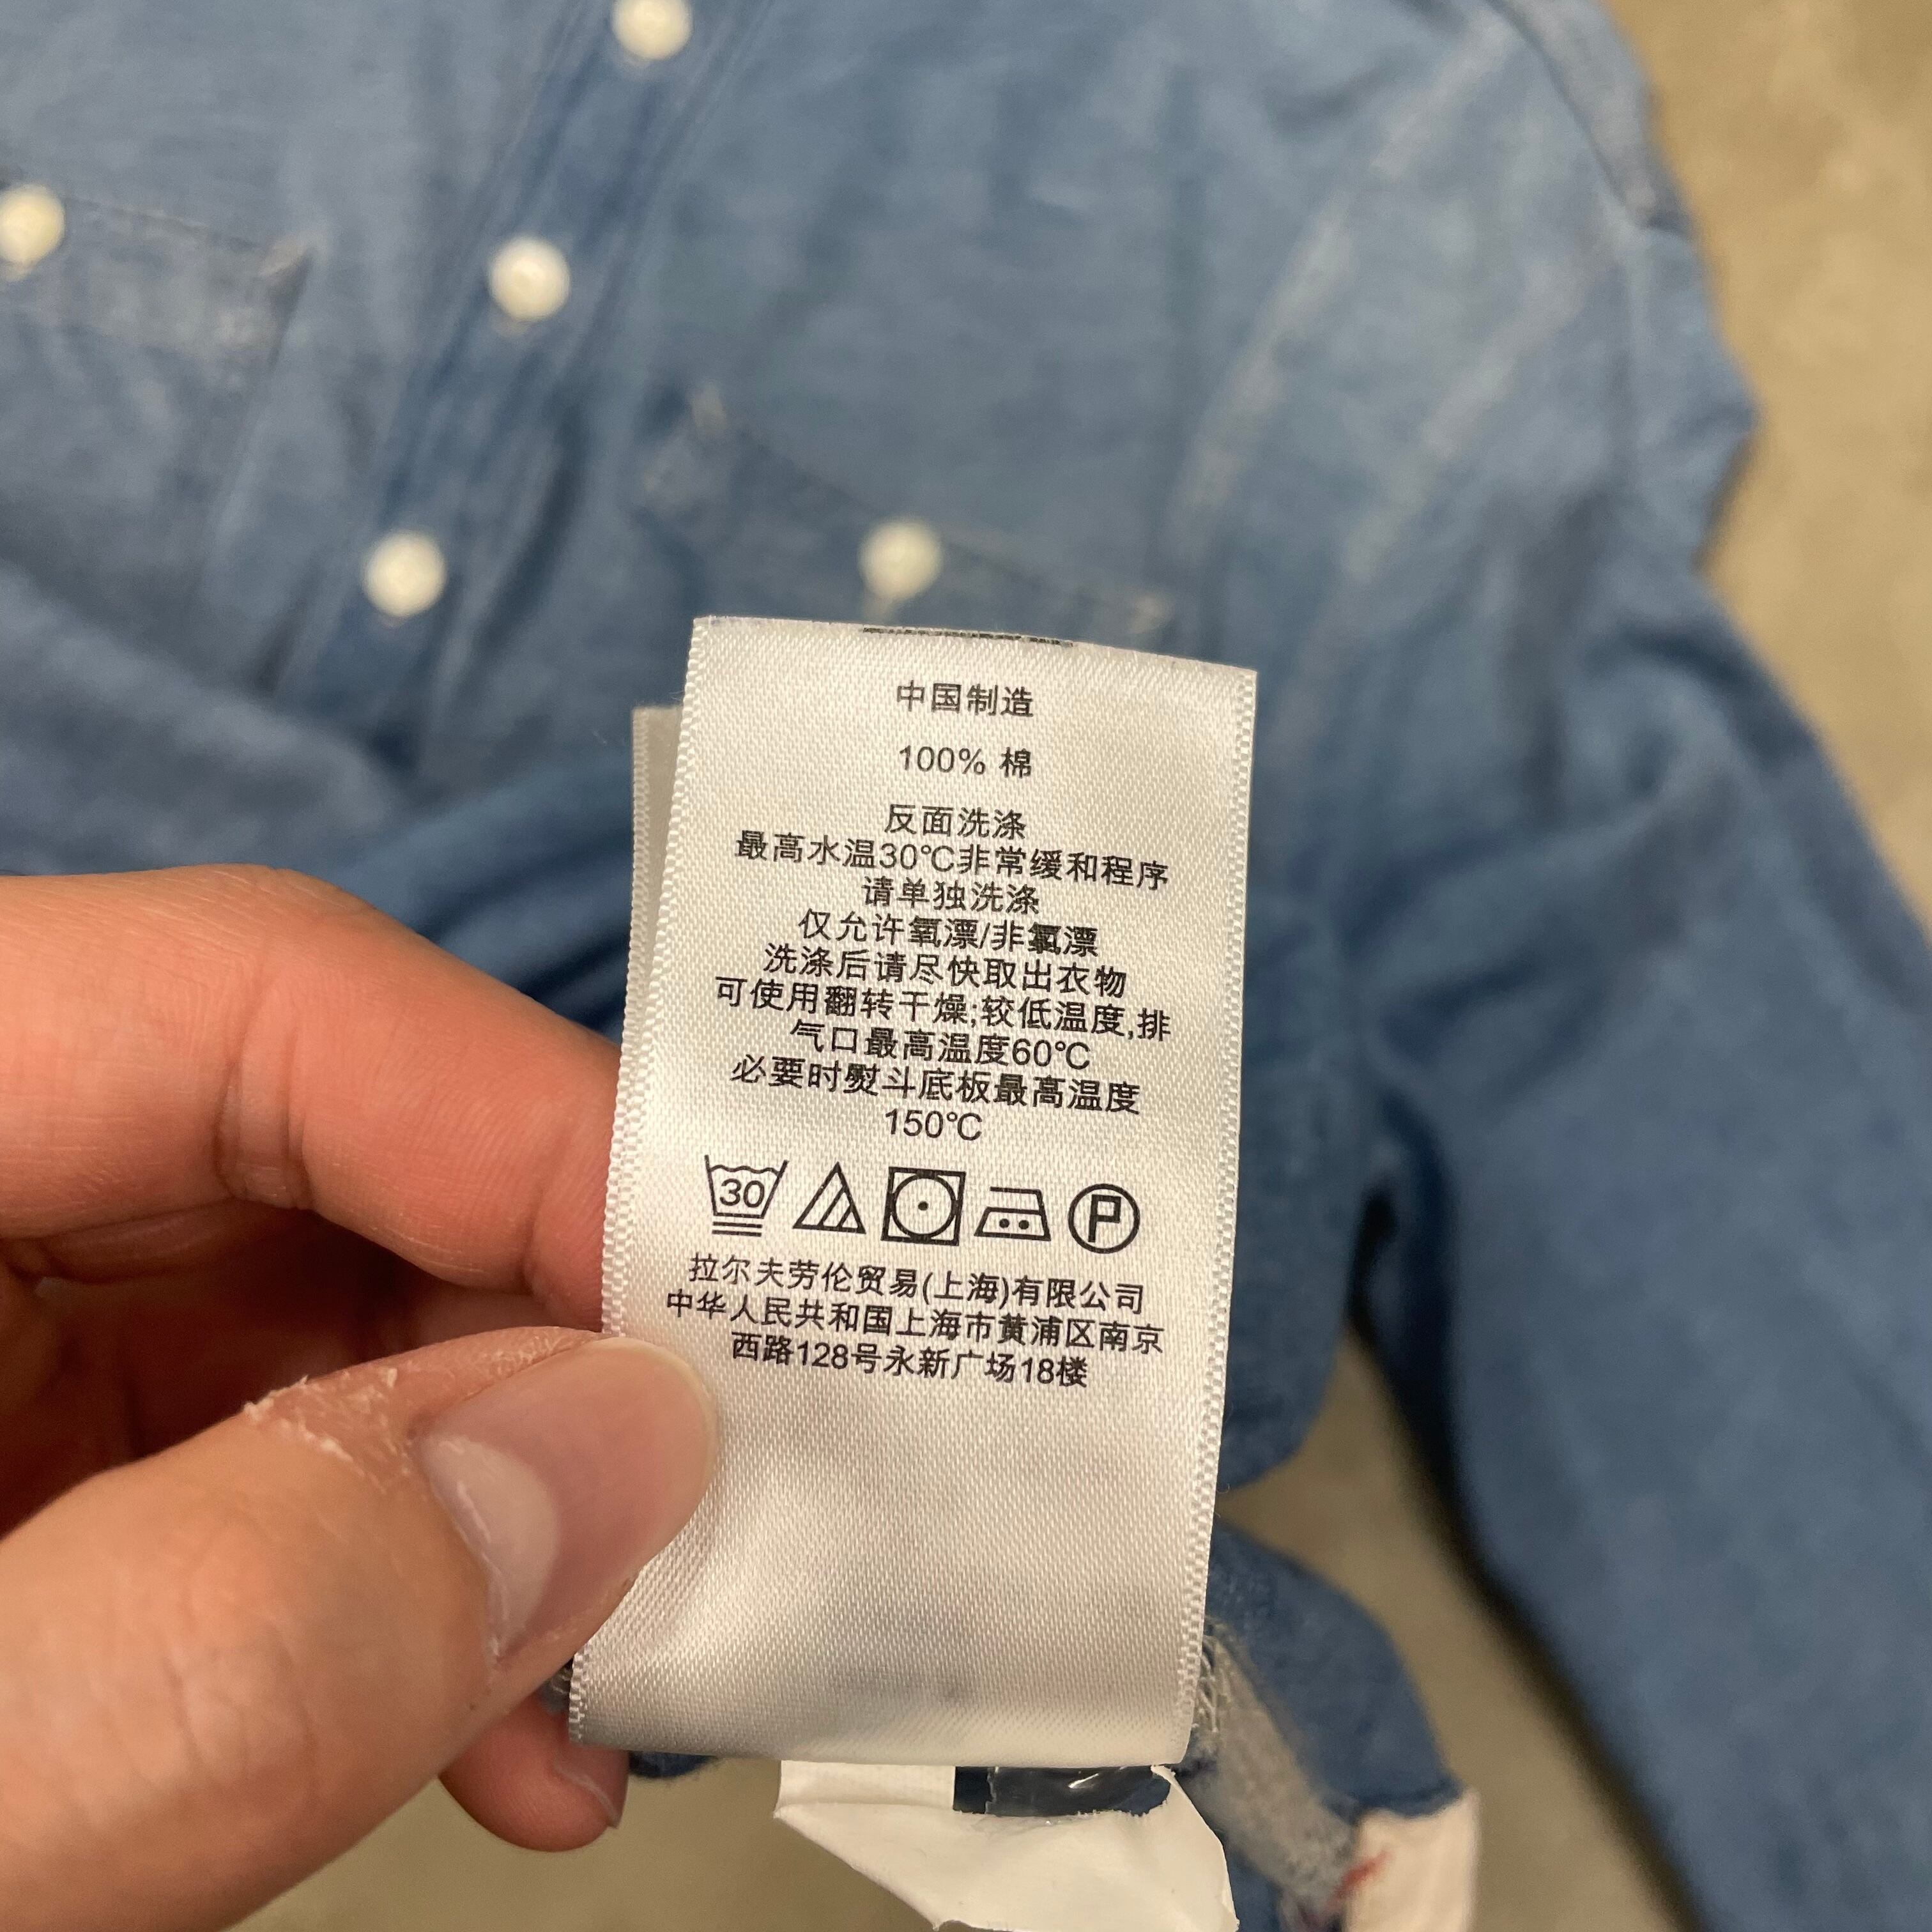 中国制造
100% 棉
反面洗涤
最高水温30℃非常缓和程序
请单独洗涤
仅允许氧漂/非氯漂
洗涤后请尽快取出衣物
可使用翻转干燥;较低温度,排
气口最高温度60℃
必要时熨斗底板最高温度
150℃
30 P
拉尔夫劳伦贸易(上海)有限公司
中华人民共和国上海市黄浦区南京
西路128号永新广场18楼